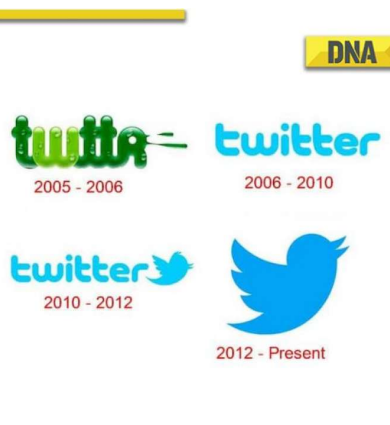 DNA
twttr
twitter
2005 - 2006
2006 - 2010
twitter
2010 - 2012
2012 - Present